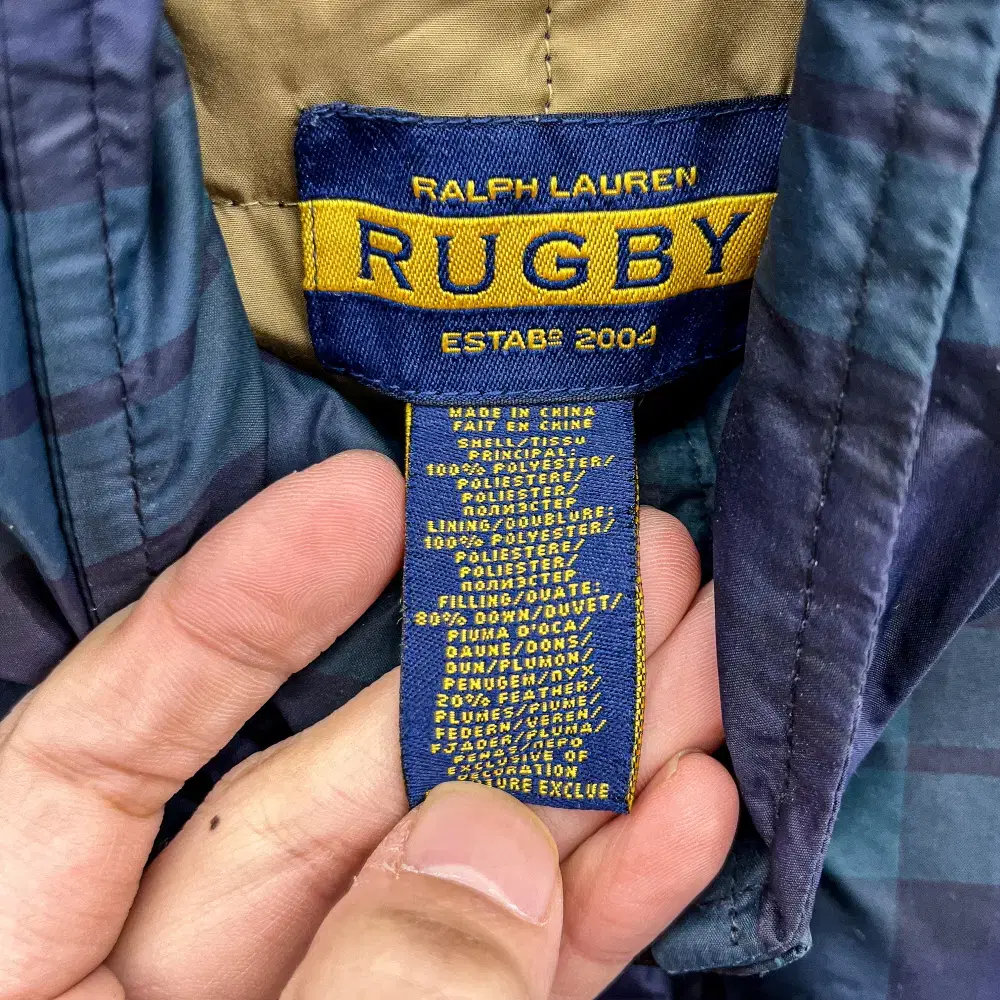 RALPH LAUREN
RUGBY
ESTABᴰ 2004
MADE IN CHINA
FAIT EN CHINE
SHELL/TISSU
PRINCIPAL:
100% POLYESTER/
POLIESTERE/
POLIESTER/
ПОЛИЭСТЕР
LINING/DOUBLURE:
100% POLYESTER/
POLIESTERE/
POLIESTER/
ПОЛИЭСТЕР
FILLING/OUATE:
80% DOWN/DUVET/
PIUMA D'OCA/
DAUNE/DONS/
DUN/PLUMON/
PENUGEM/ПУХ
20% FEATHER/
PLUMES/PIUME/
FEDERN/VEREN/
FJADER/PLUMA/
PENAS/ПЕРО
EXCLUSIVE OF
DECORATION
EXCLUE